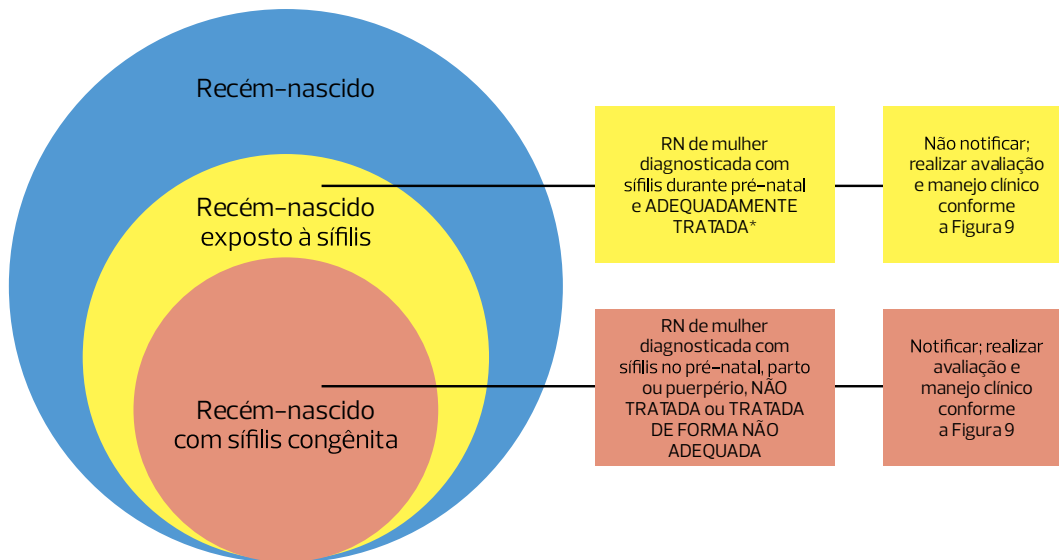 Recém-nascido
Recém-nascido
exposto à sífilis
Recém-nascido
com sífilis congênita
RN de mulher
diagnosticada com
sífilis durante pré-natal
e ADEQUADAMENTE
TRATADA*
Não notificar;
realizar avaliação
e manejo clínico
conforme
a Figura 9
RN de mulher
diagnosticada com
sífilis no pré-natal, parto
ou puerpério, NÃO
TRATADA ou TRATADA
DE FORMA NÃO
ADEQUADA
Notificar; realizar
avaliação e
manejo clínico
conforme
a Figura 9